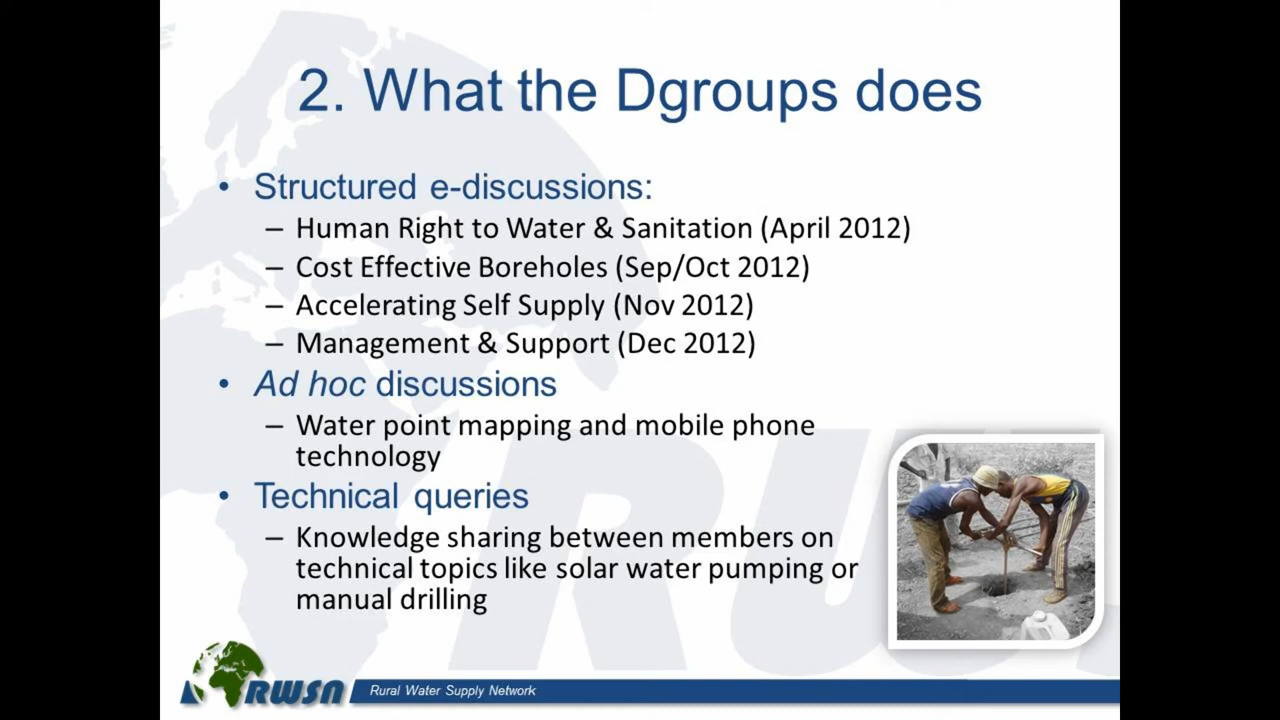 2. What the Dgroups does
• Structured e-discussions:
– Human Right to Water & Sanitation (April 2012)
– Cost Effective Boreholes (Sep/Oct 2012)
– Accelerating Self Supply (Nov 2012)
– Management & Support (Dec 2012)
• Ad hoc discussions
– Water point mapping and mobile phone
technology
• Technical queries
– Knowledge sharing between members on
technical topics like solar water pumping or
manual drilling
RWSN
Rural Water Supply Network